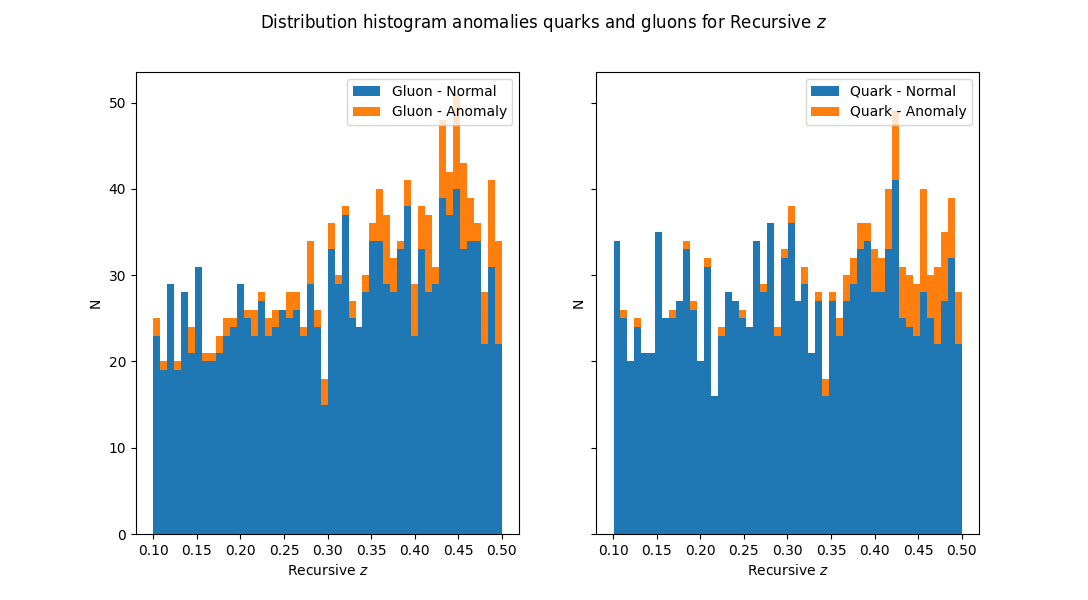 Distribution histogram anomalies quarks and gluons for Recursive z
Gluon - Normal
Gluon - Anomaly
50
40
30
20
10
0
N
0.10 0.15 0.20 0.25 0.30 0.35 0.40 0.45 0.50
Recursive z
Quark - Normal
Quark - Anomaly
N
0.10 0.15 0.20 0.25 0.30 0.35 0.40 0.45 0.50
Recursive z